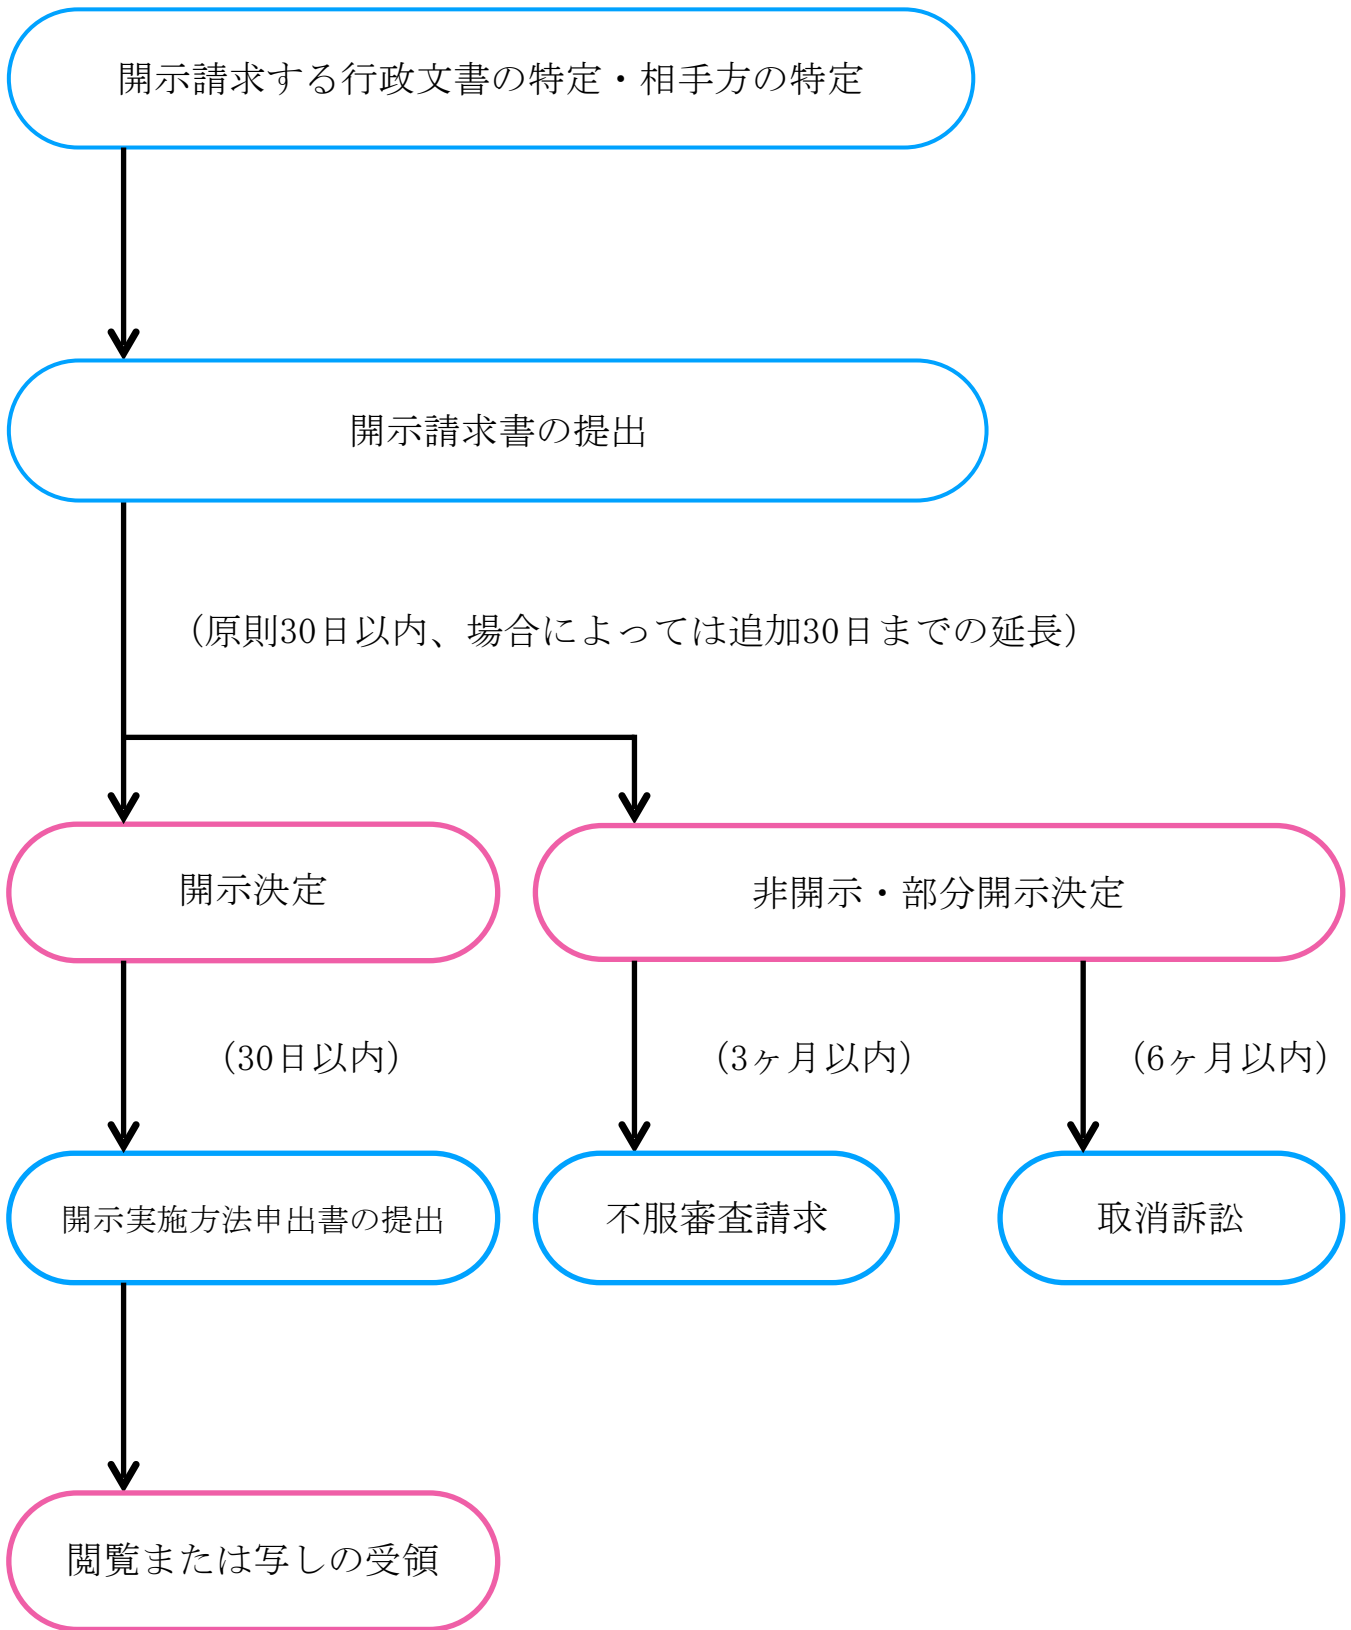 開示請求する行政文書の特定・相手方の特定
開示請求書の提出
（原則30日以内、場合によっては追加30日までの延長）
開示決定
非開示・部分開示決定
（30日以内）
（3ヶ月以内）
（6ヶ月以内）
開示実施方法申出書の提出
不服審査請求
取消訴訟
閲覧または写しの受領